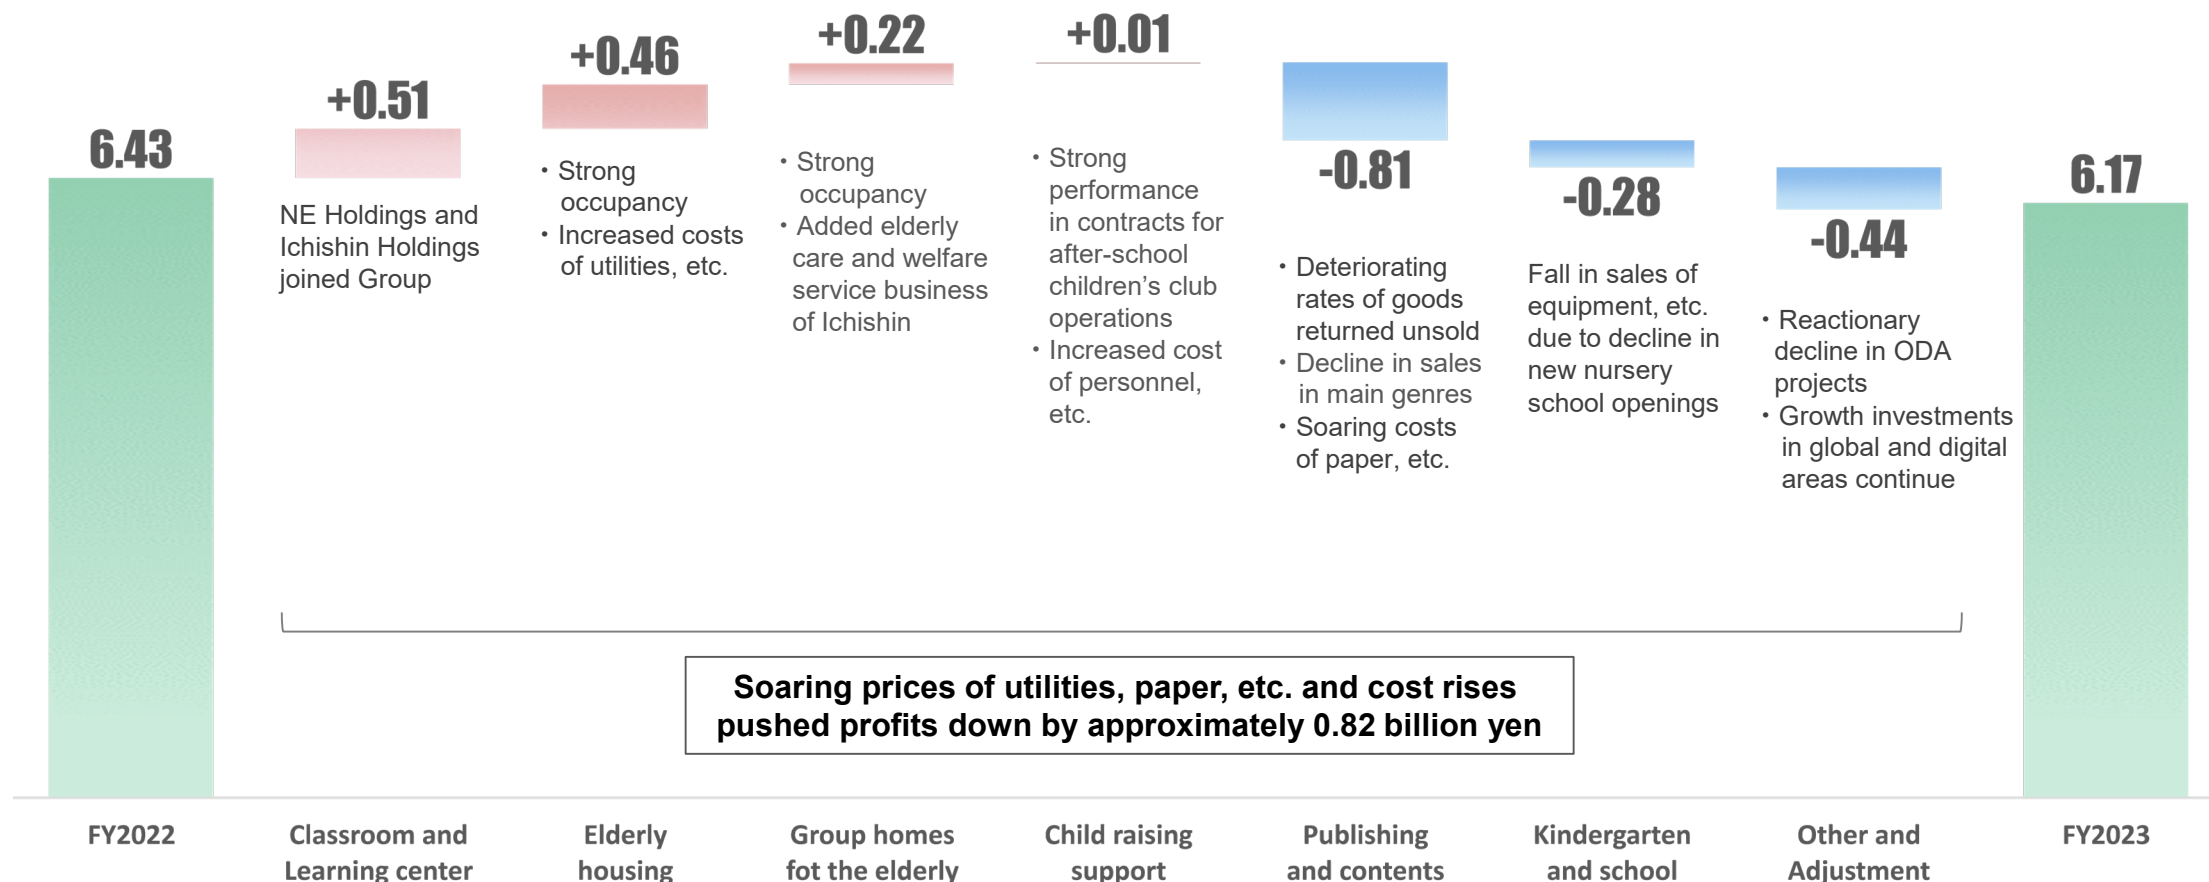 6.43
+0.51
NE Holdings and
Ichishin Holdings
joined Group
+0.46
・Strong
occupancy
・Increased costs
of utilities, etc.
+0.22
・Strong
occupancy
・Added elderly
care and welfare
service business
of Ichishin
+0.01
・Strong
performance
in contracts for
after-school
children’s club
operations
・Increased cost
of personnel,
etc.
-0.81
・Deteriorating
rates of goods
returned unsold
・Decline in sales
in main genres
・Soaring costs
of paper, etc.
-0.28
Fall in sales of
equipment, etc.
due to decline in
new nursery
school openings
-0.44
・Reactionary
decline in ODA
projects
・Growth investments
in global and digital
areas continue
6.17
Soaring prices of utilities, paper, etc. and cost rises
pushed profits down by approximately 0.82 billion yen
FY2022
Classroom and
Learning center
Elderly
housing
Group homes
fot the elderly
Child raising
support
Publishing
and contents
Kindergarten
and school
Other and
Adjustment
FY2023